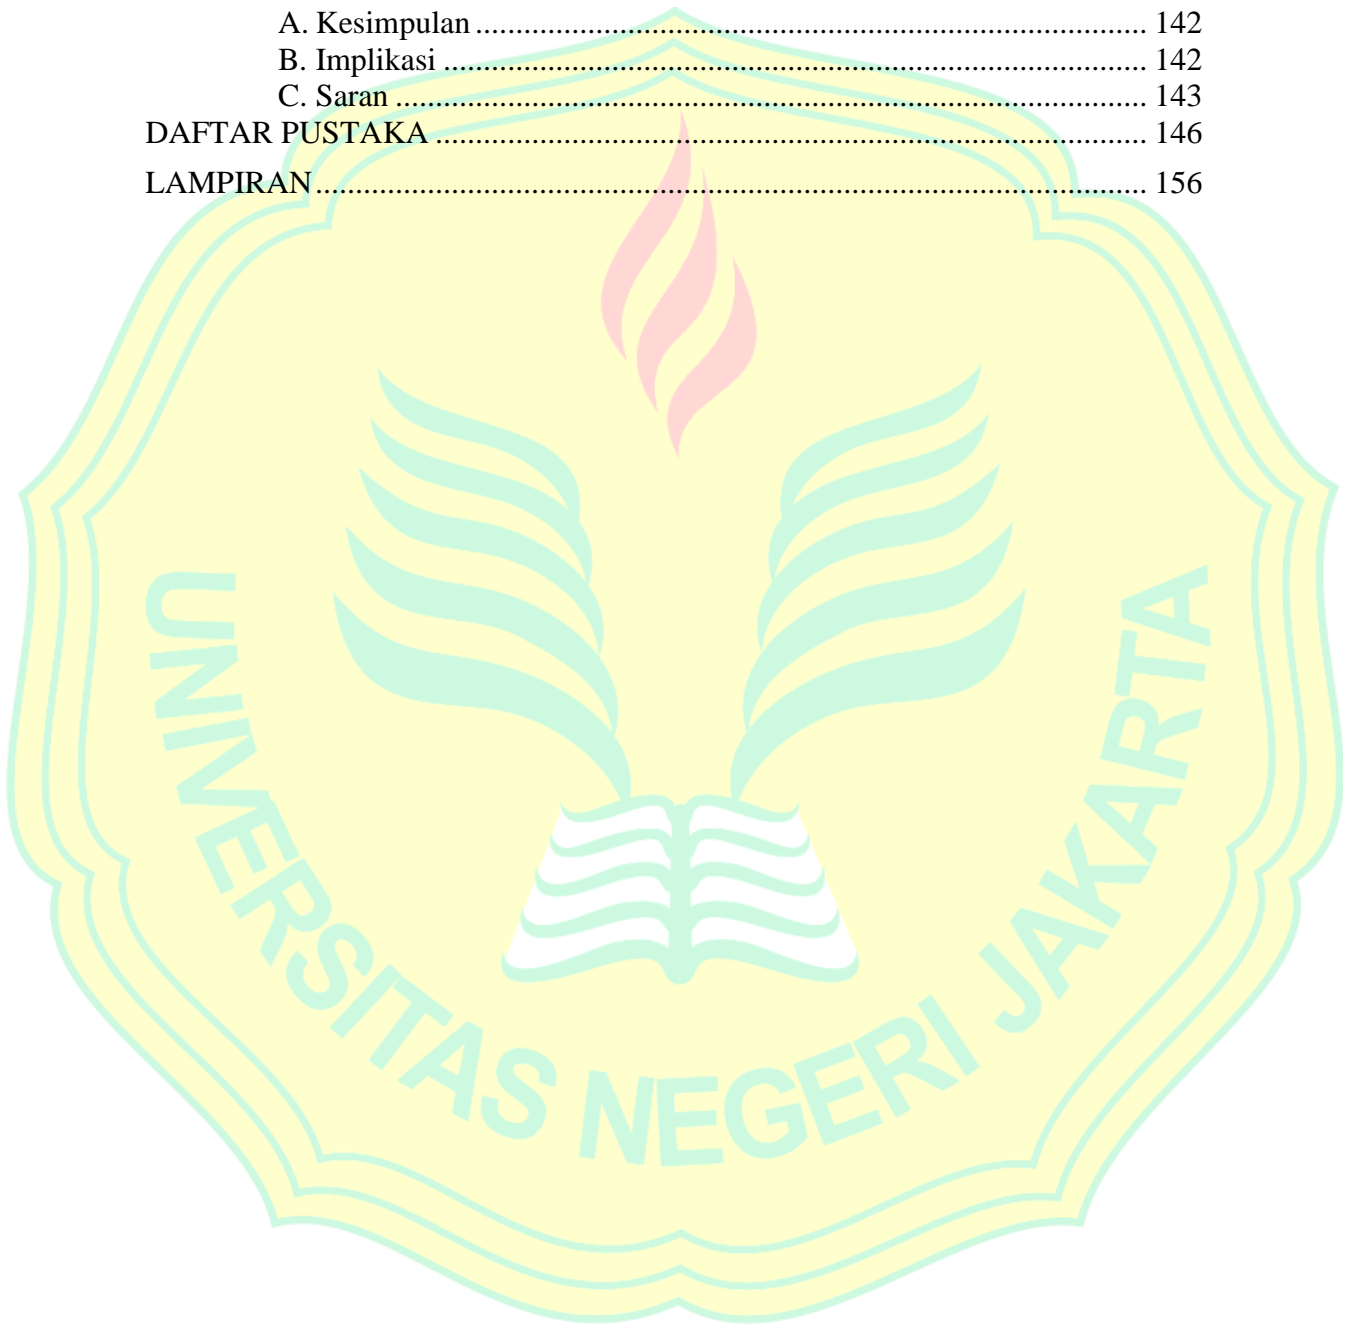 A. Kesimpulan .................................................................................... 142
B. Implikasi ........................................................................................ 142
C. Saran .............................................................................................. 143
DAFTAR PUSTAKA ......................................................................................... 146
LAMPIRAN ........................................................................................................ 156
UNIVERSITAS NEGERI JAKARTA